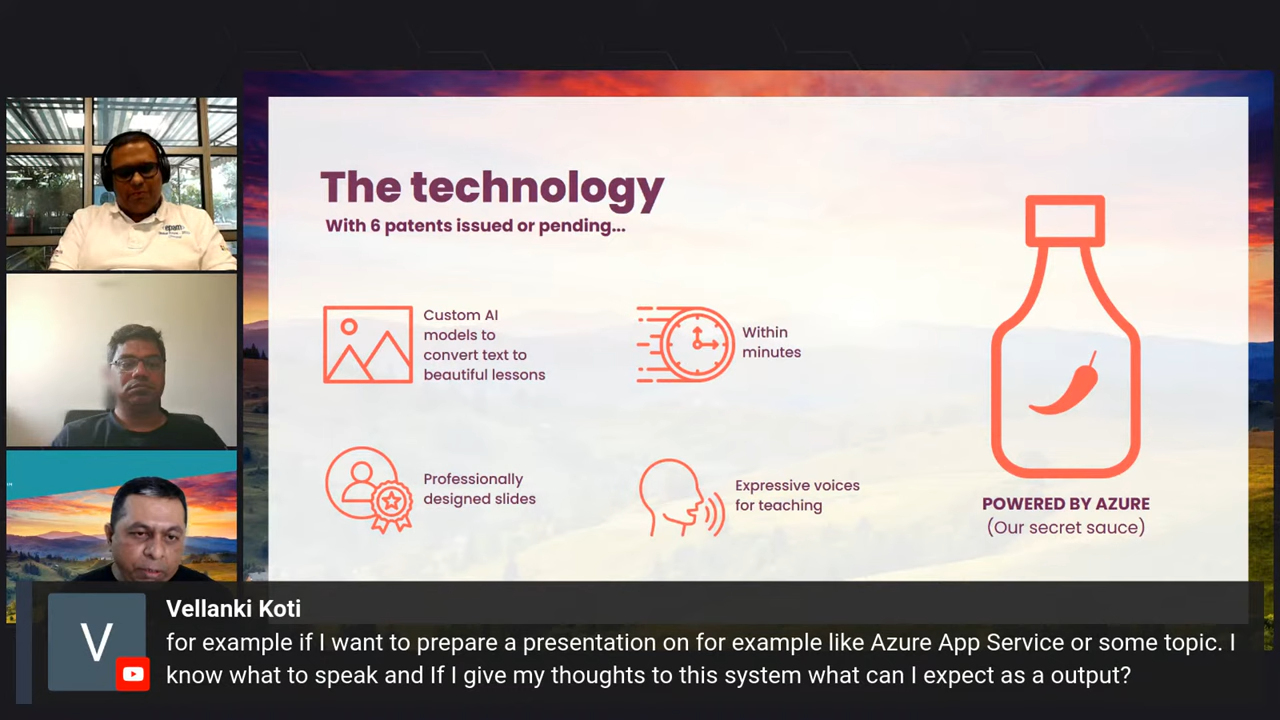 The technology
With 6 patents issued or pending...
Custom AI
models to
convert text to
beautiful lessons
Within
minutes
Professionally
designed slides
Expressive voices
for teaching
POWERED BY AZURE
(Our secret sauce)
<epam>
V
Vellanki Koti
for example if I want to prepare a presentation on for example like Azure App Service or some topic. I
know what to speak and If I give my thoughts to this system what can I expect as a output?